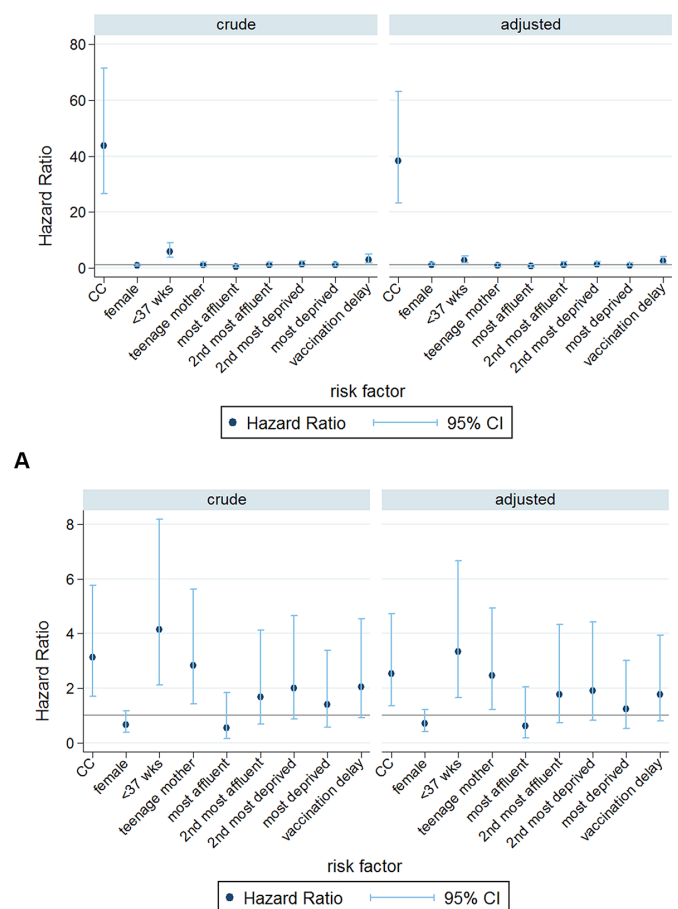 crude
adjusted
80
60
40
20
0
Hazard Ratio
CC
female
<37 wks
teenage mother
most affluent
2nd most affluent
2nd most deprived
most deprived
vaccination delay
CC
female
<37 wks
teenage mother
most affluent
2nd most affluent
2nd most deprived
most deprived
vaccination delay
risk factor
Hazard Ratio 95% CI
A
crude
adjusted
8
6
4
2
0
Hazard Ratio
CC
female
<37 wks
teenage mother
most affluent
2nd most affluent
2nd most deprived
most deprived
vaccination delay
CC
female
<37 wks
teenage mother
most affluent
2nd most affluent
2nd most deprived
most deprived
vaccination delay
risk factor
Hazard Ratio 95% CI